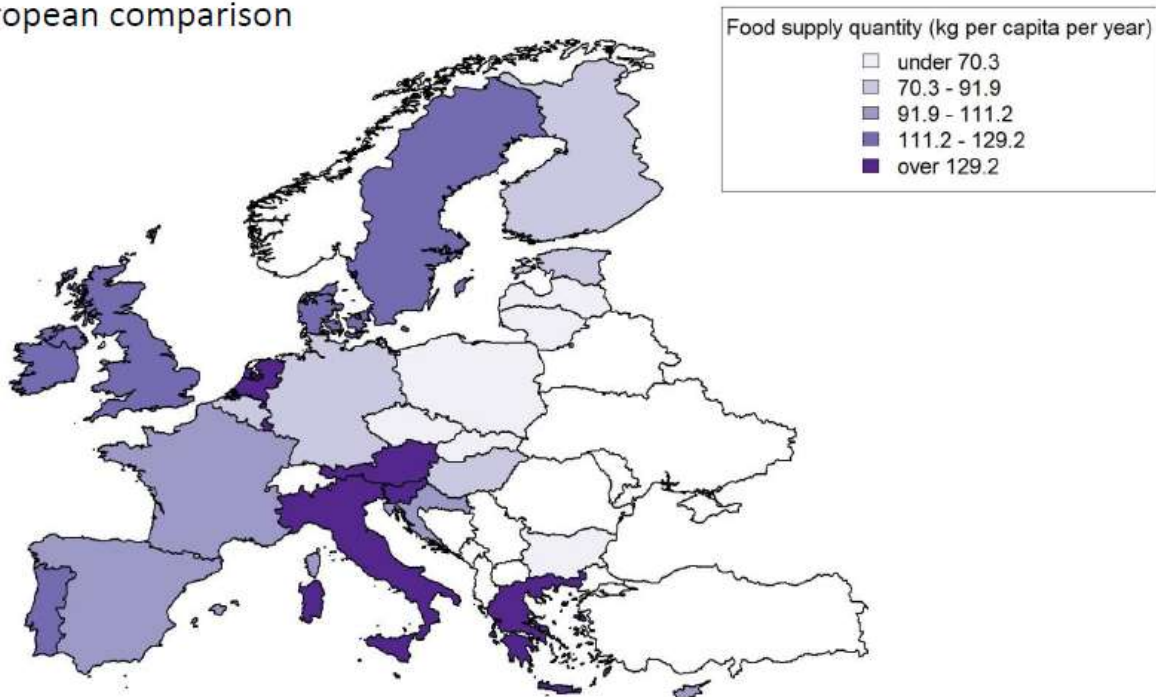 ropean comparison
Food supply quantity (kg per capita per year)
under 70.3
70.3 - 91.9
91.9 - 111.2
111.2 - 129.2
over 129.2